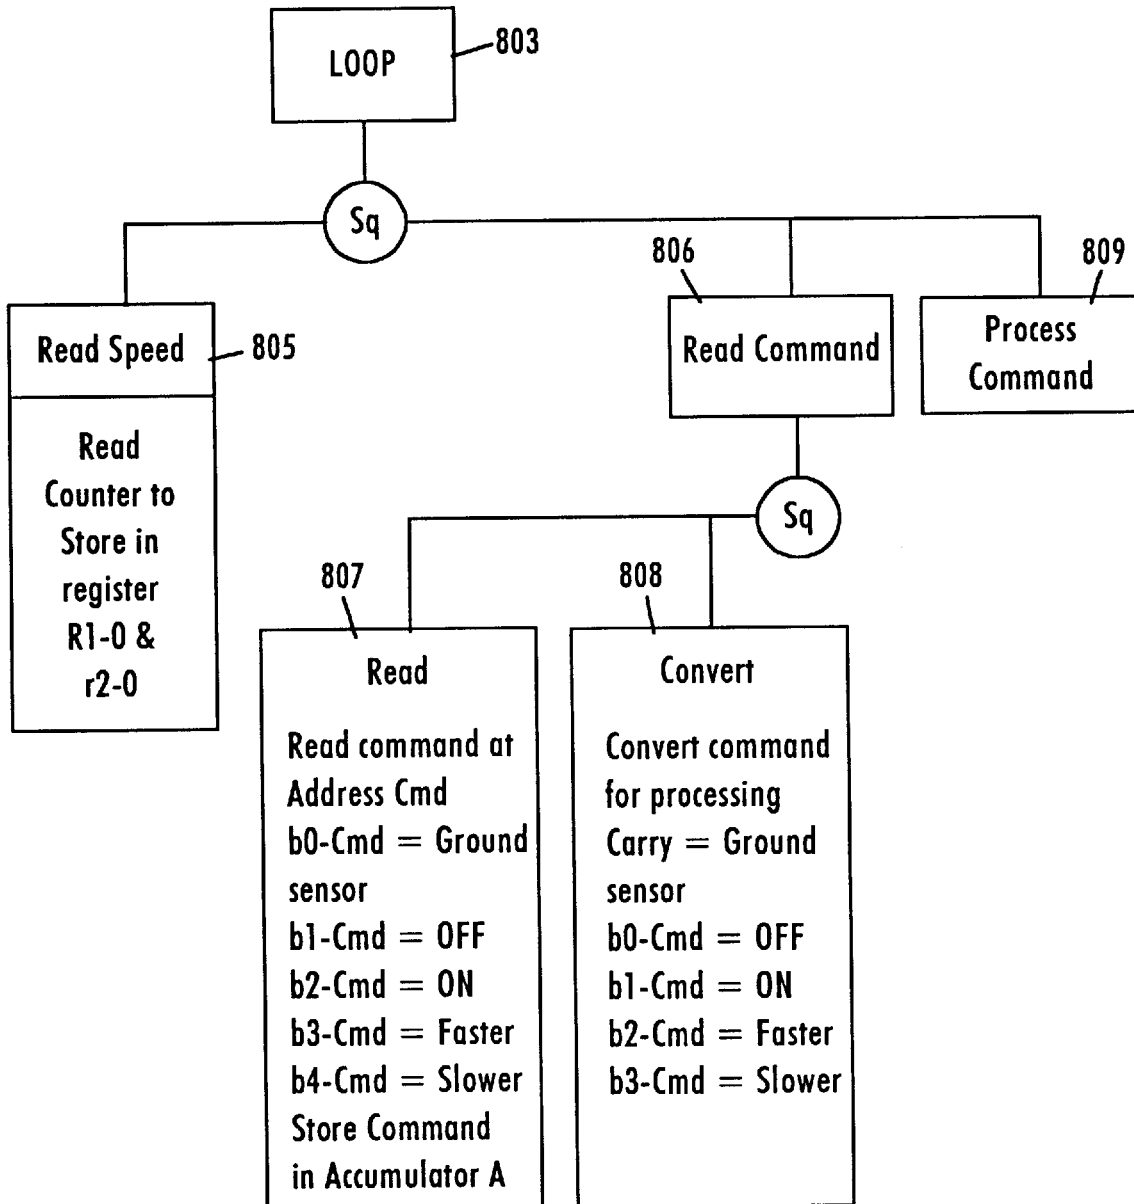 LOOP
803
Sq
806
809
Read Speed
805
Read Command
Process
Command
Read
Counter to
Store in
register
R1-0 &
r2-0
Sq
807
808
Read
Read command at
Address Cmd
b0-Cmd = Ground
sensor
b1-Cmd = OFF
b2-Cmd = ON
b3-Cmd = Faster
b4-Cmd = Slower
Store Command
in Accumulator A
Convert
Convert command
for processing
Carry = Ground
sensor
b0-Cmd = OFF
b1-Cmd = ON
b2-Cmd = Faster
b3-Cmd = Slower